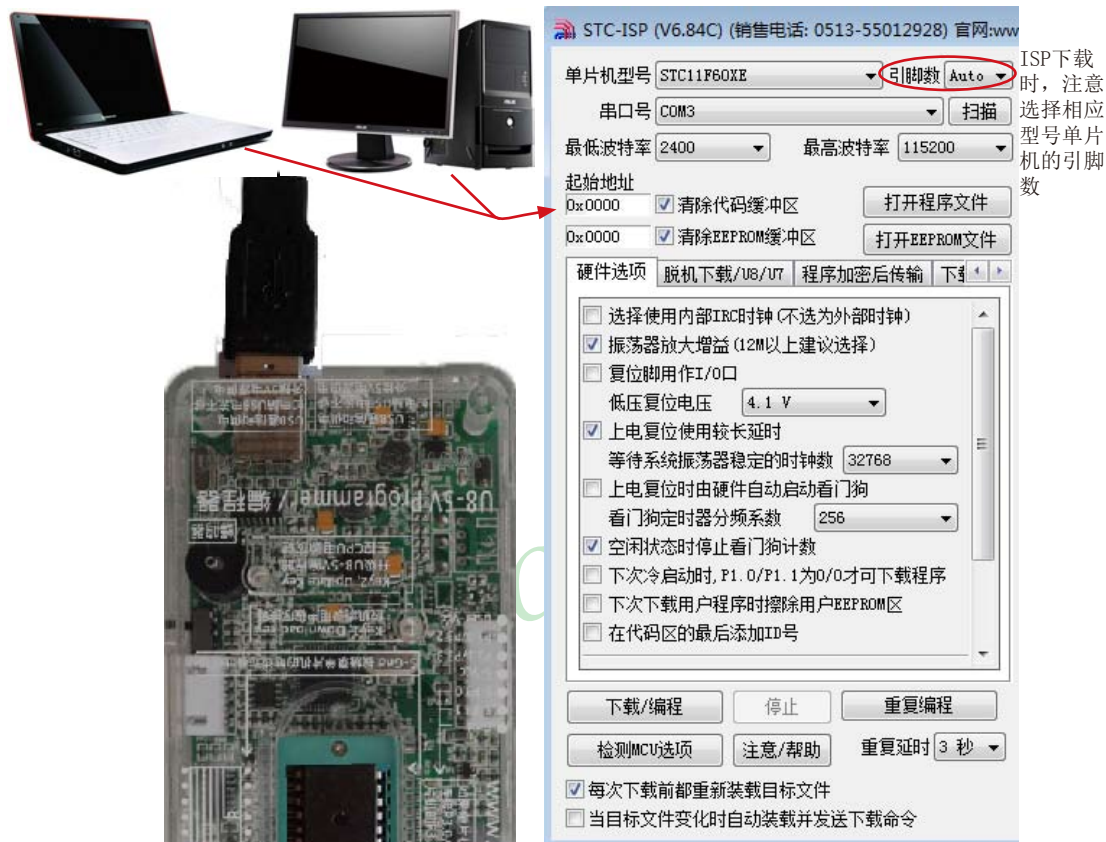 STC-ISP (V6.84C) (销售电话: 0513-55012928) 官网:ww
单片机型号 STC11F60XE 引脚数 Auto
串口号 COM3 扫描
最低波特率 2400 最高波特率 115200
起始地址
0x0000 清除代码缓冲区 打开程序文件
0x0000 清除EEPROM缓冲区 打开EEPROM文件
硬件选项 脱机下载/U8/U7 程序加密后传输
选择使用内部IRC时钟(不选为外部时钟)
振荡器放大增益(12M以上建议选择)
复位脚用作I/O口
低压复位电压 4.1 V
上电复位使用较长延时
等待系统振荡器稳定的时钟数 32768
上电复位时由硬件自动启动看门狗
看门狗定时器分频系数 256
空闲状态时停止看门狗计数
下次冷启动时,P1.0/P1.1为0/0才可下载程序
下次下载用户程序时擦除用户EEPROM区
在代码区的最后添加ID号
下载/编程 停止 重复编程
检测MCU选项 注意/帮助 重复延时 3 秒
每次下载前都重新装载目标文件
当目标文件变化时自动装载并发送下载命令
ISP下载
时，注意
选择相应
型号单片
机的引脚
数
U8-5V Programmer / 编程器